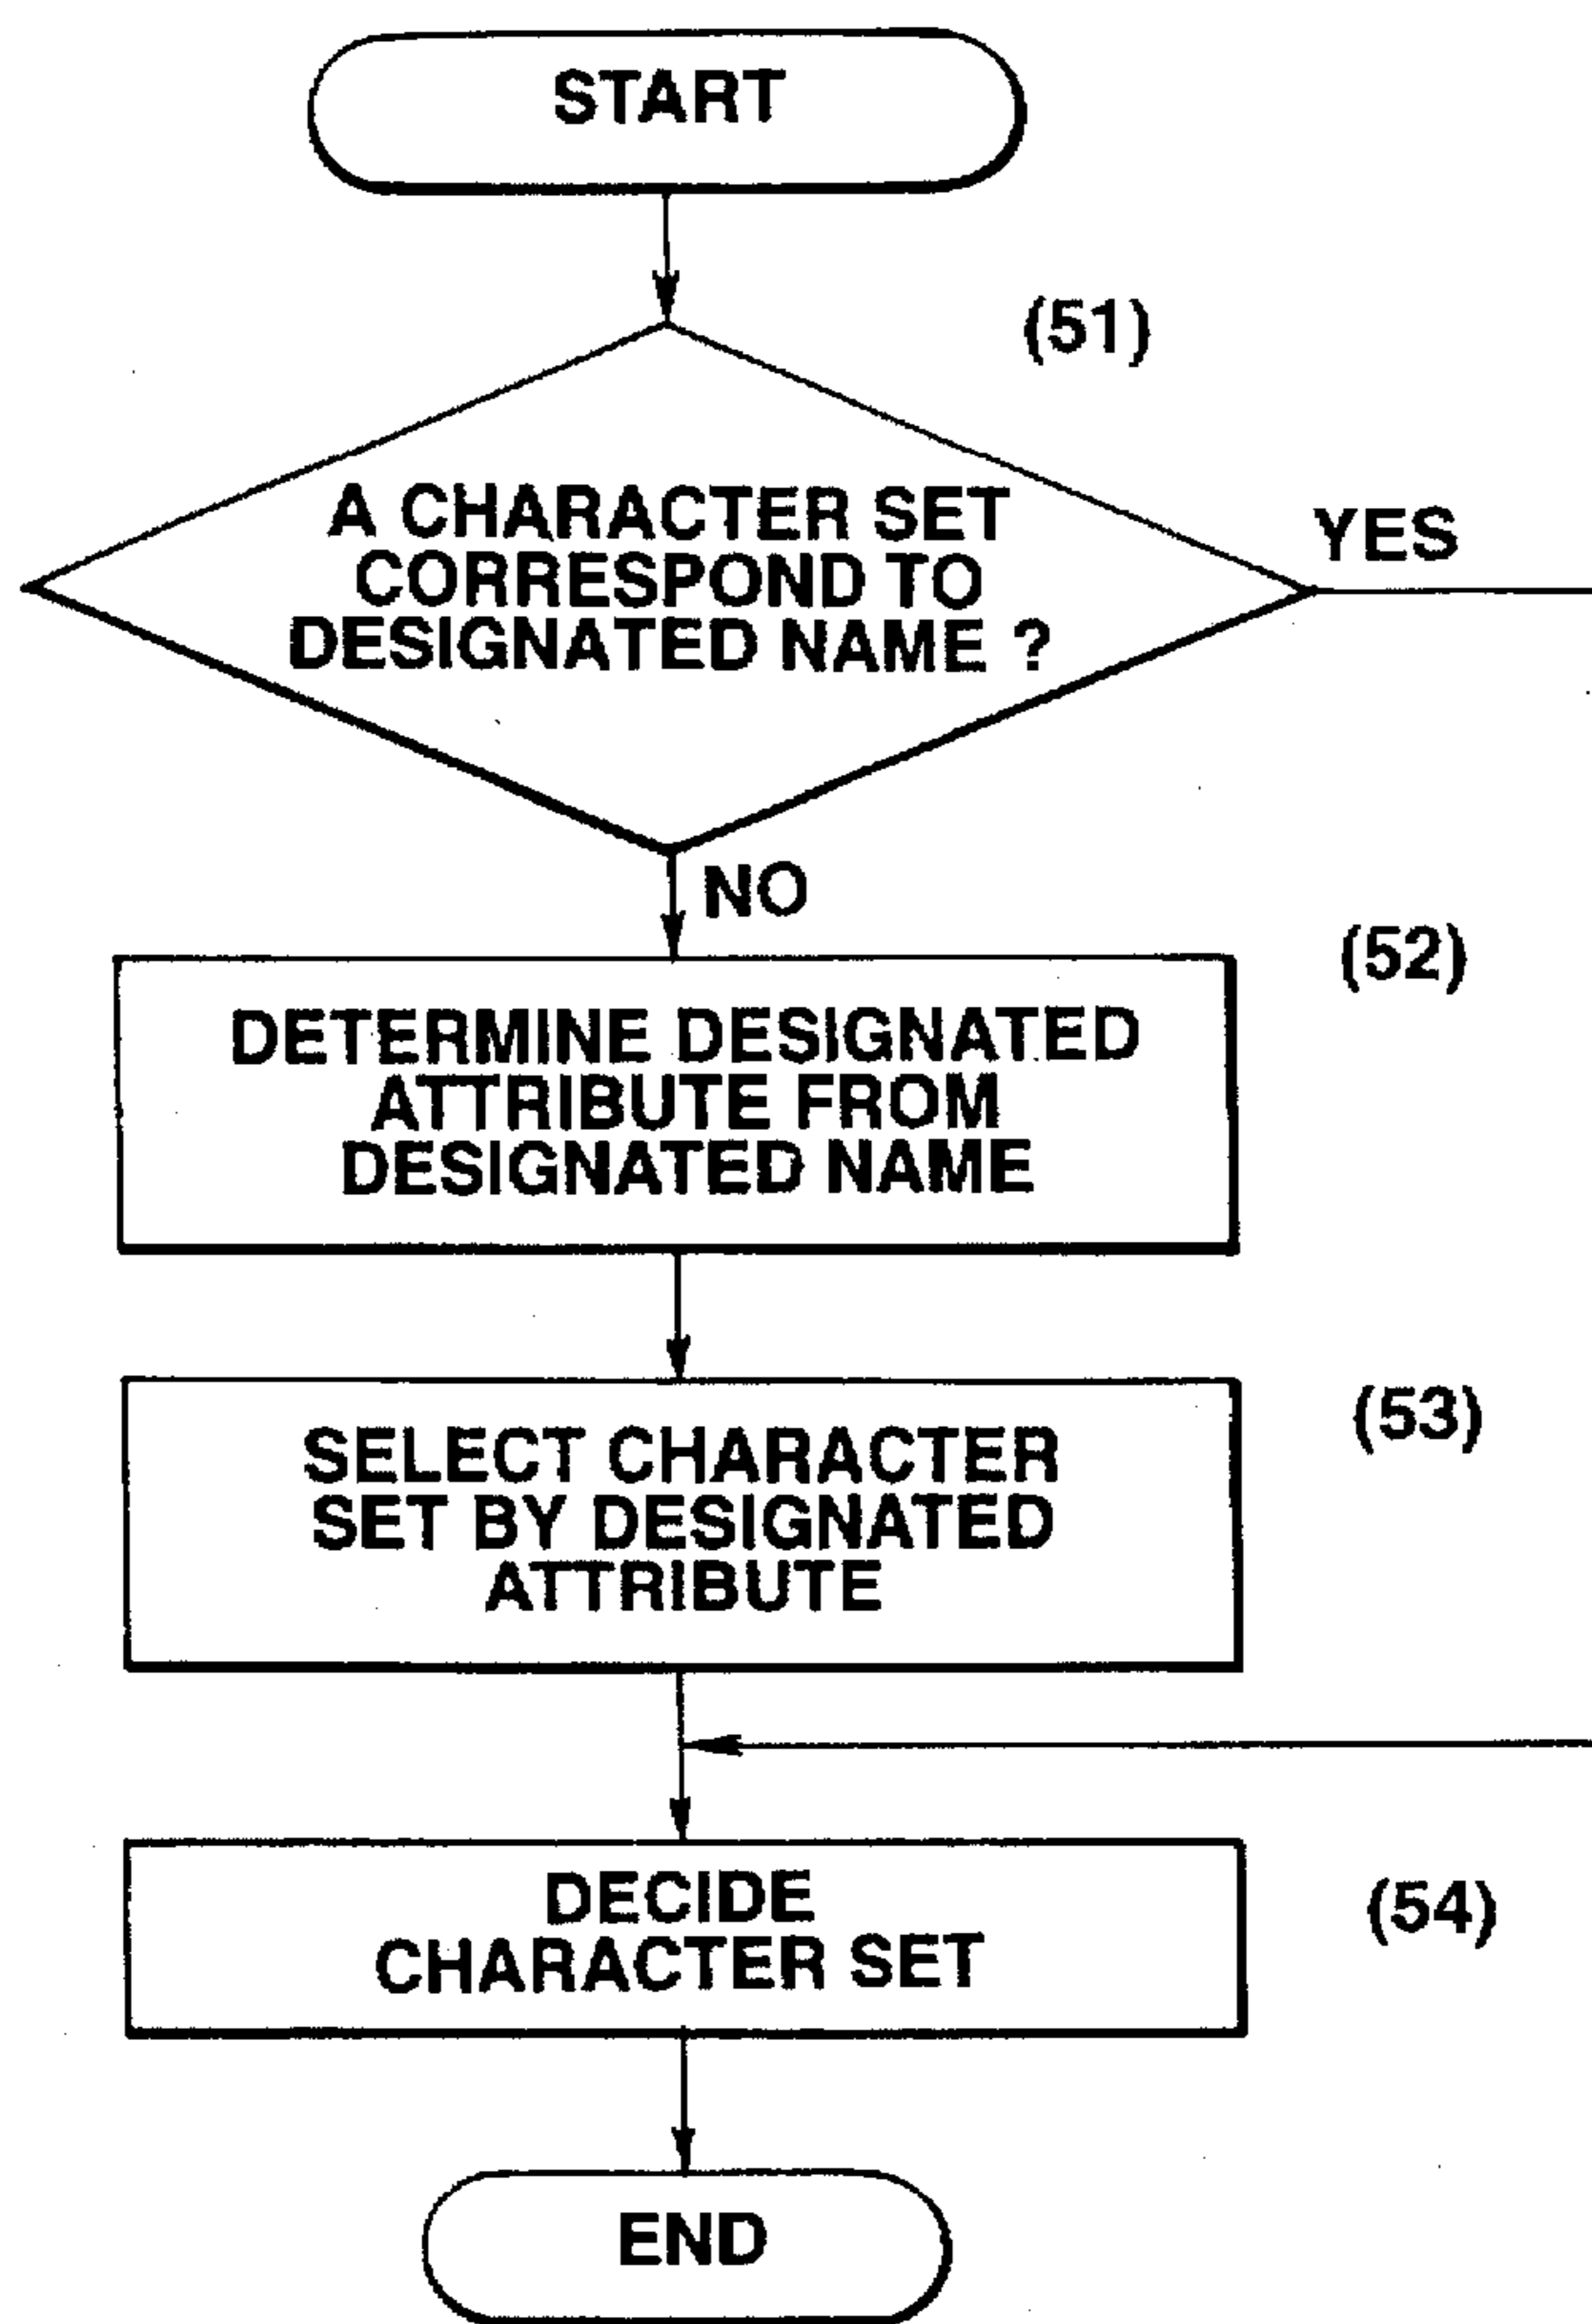 START
(51)
A CHARACTER SET
CORRESPOND TO
DESIGNATED NAME ?
YES
NO
(52)
DETERMINE DESIGNATED
ATTRIBUTE FROM
DESIGNATED NAME
(53)
SELECT CHARACTER
SET BY DESIGNATED
ATTRIBUTE
DECIDE
CHARACTER SET
(54)
END